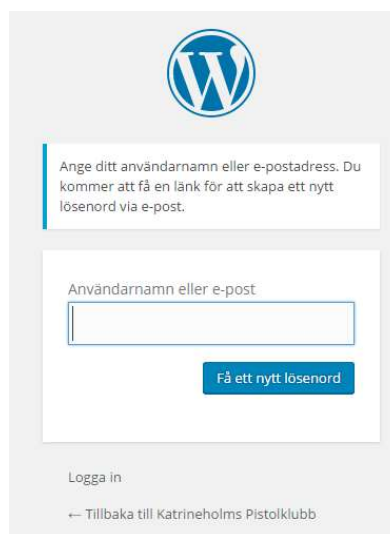 Ange ditt användarnamn eller e-postadress. Du
kommer att få en länk för att skapa ett nytt
lösenord via e-post.
Användarnamn eller e-post
Få ett nytt lösenord
Logga in
← Tillbaka till Katrineholms Pistolklubb